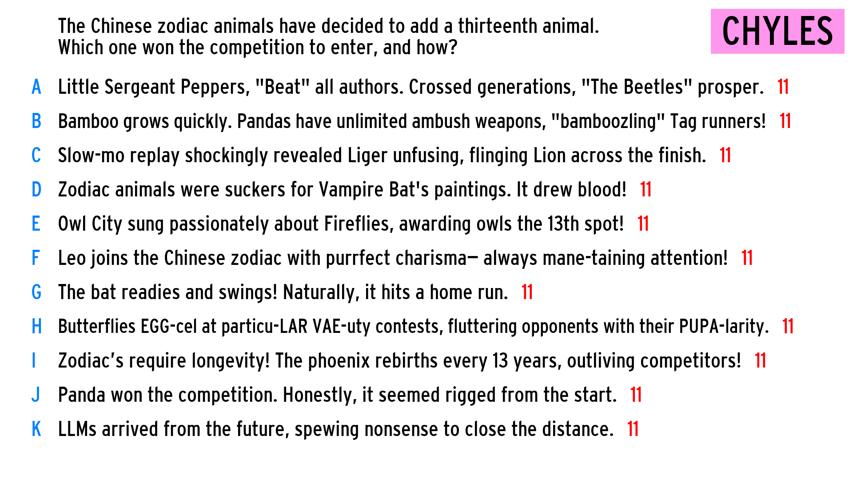 The Chinese zodiac animals have decided to add a thirteenth animal.
Which one won the competition to enter, and how?
CHYLES
A Little Sergeant Peppers, "Beat" all authors. Crossed generations, "The Beetles" prosper. 11
B Bamboo grows quickly. Pandas have unlimited ambush weapons, "bamboozling" Tag runners! 11
C Slow-mo replay shockingly revealed Liger unfusing, flinging Lion across the finish. 11
D Zodiac animals were suckers for Vampire Bat's paintings. It drew blood! 11
E Owl City sung passionately about Fireflies, awarding owls the 13th spot! 11
F Leo joins the Chinese zodiac with purrfect charisma— always mane-taining attention! 11
G The bat readies and swings! Naturally, it hits a home run. 11
H Butterflies EGG-cel at particu-LAR VAE-uty contests, fluttering opponents with their PUPA-larity. 11
I Zodiac's require longevity! The phoenix rebirths every 13 years, outliving competitors! 11
J Panda won the competition. Honestly, it seemed rigged from the start. 11
K LLMs arrived from the future, spewing nonsense to close the distance. 11